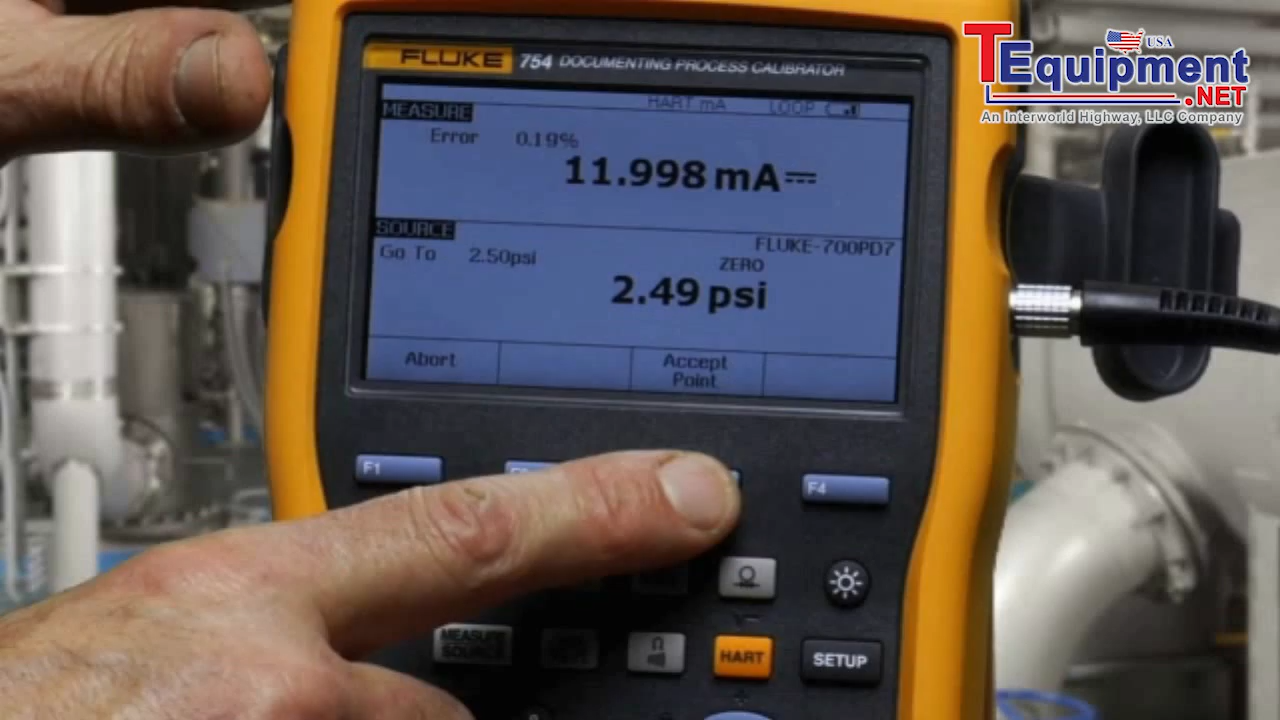 TEquipment
USA
.NET
An Interworld Highway, LLC Company
FLUKE 754 DOCUMENTING PROCESS CALIBRATOR
HART mA LOOP
MEASURE
Error 0.19%
11.998 mA
SOURCE
FLUKE-700PD7
Go To 2.50psi
ZERO
2.49 psi
Abort
Accept
Point
F1
F4
MEASURE
SOURCE
Ω
HART
SETUP